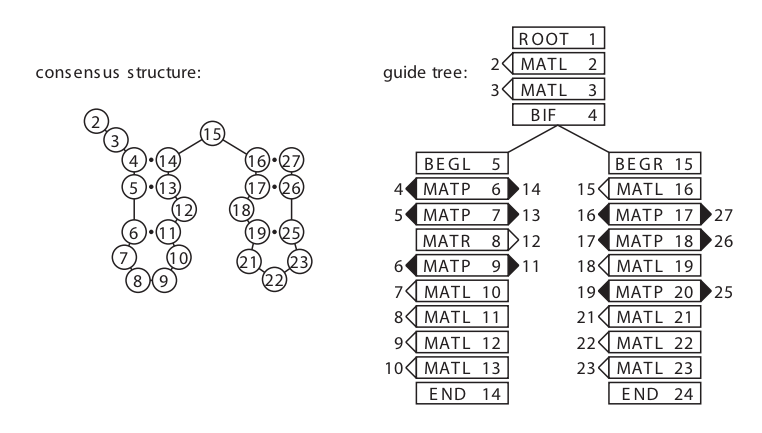 consensus structure:
2
3
4 14
5 13
12
6 11
7 10
8 9
15
16 27
17 26
18
19 25
21 23
22
guide tree:
ROOT 1
2 MATL 2
3 MATL 3
BIF 4
BEGL 5
4 MATP 6 14
5 MATP 7 13
MATR 8 12
6 MATP 9 11
7 MATL 10
8 MATL 11
9 MATL 12
10 MATL 13
END 14
BEGR 15
15 MATL 16
16 MATP 17 27
17 MATP 18 26
18 MATL 19
19 MATP 20 25
21 MATL 21
22 MATL 22
23 MATL 23
END 24